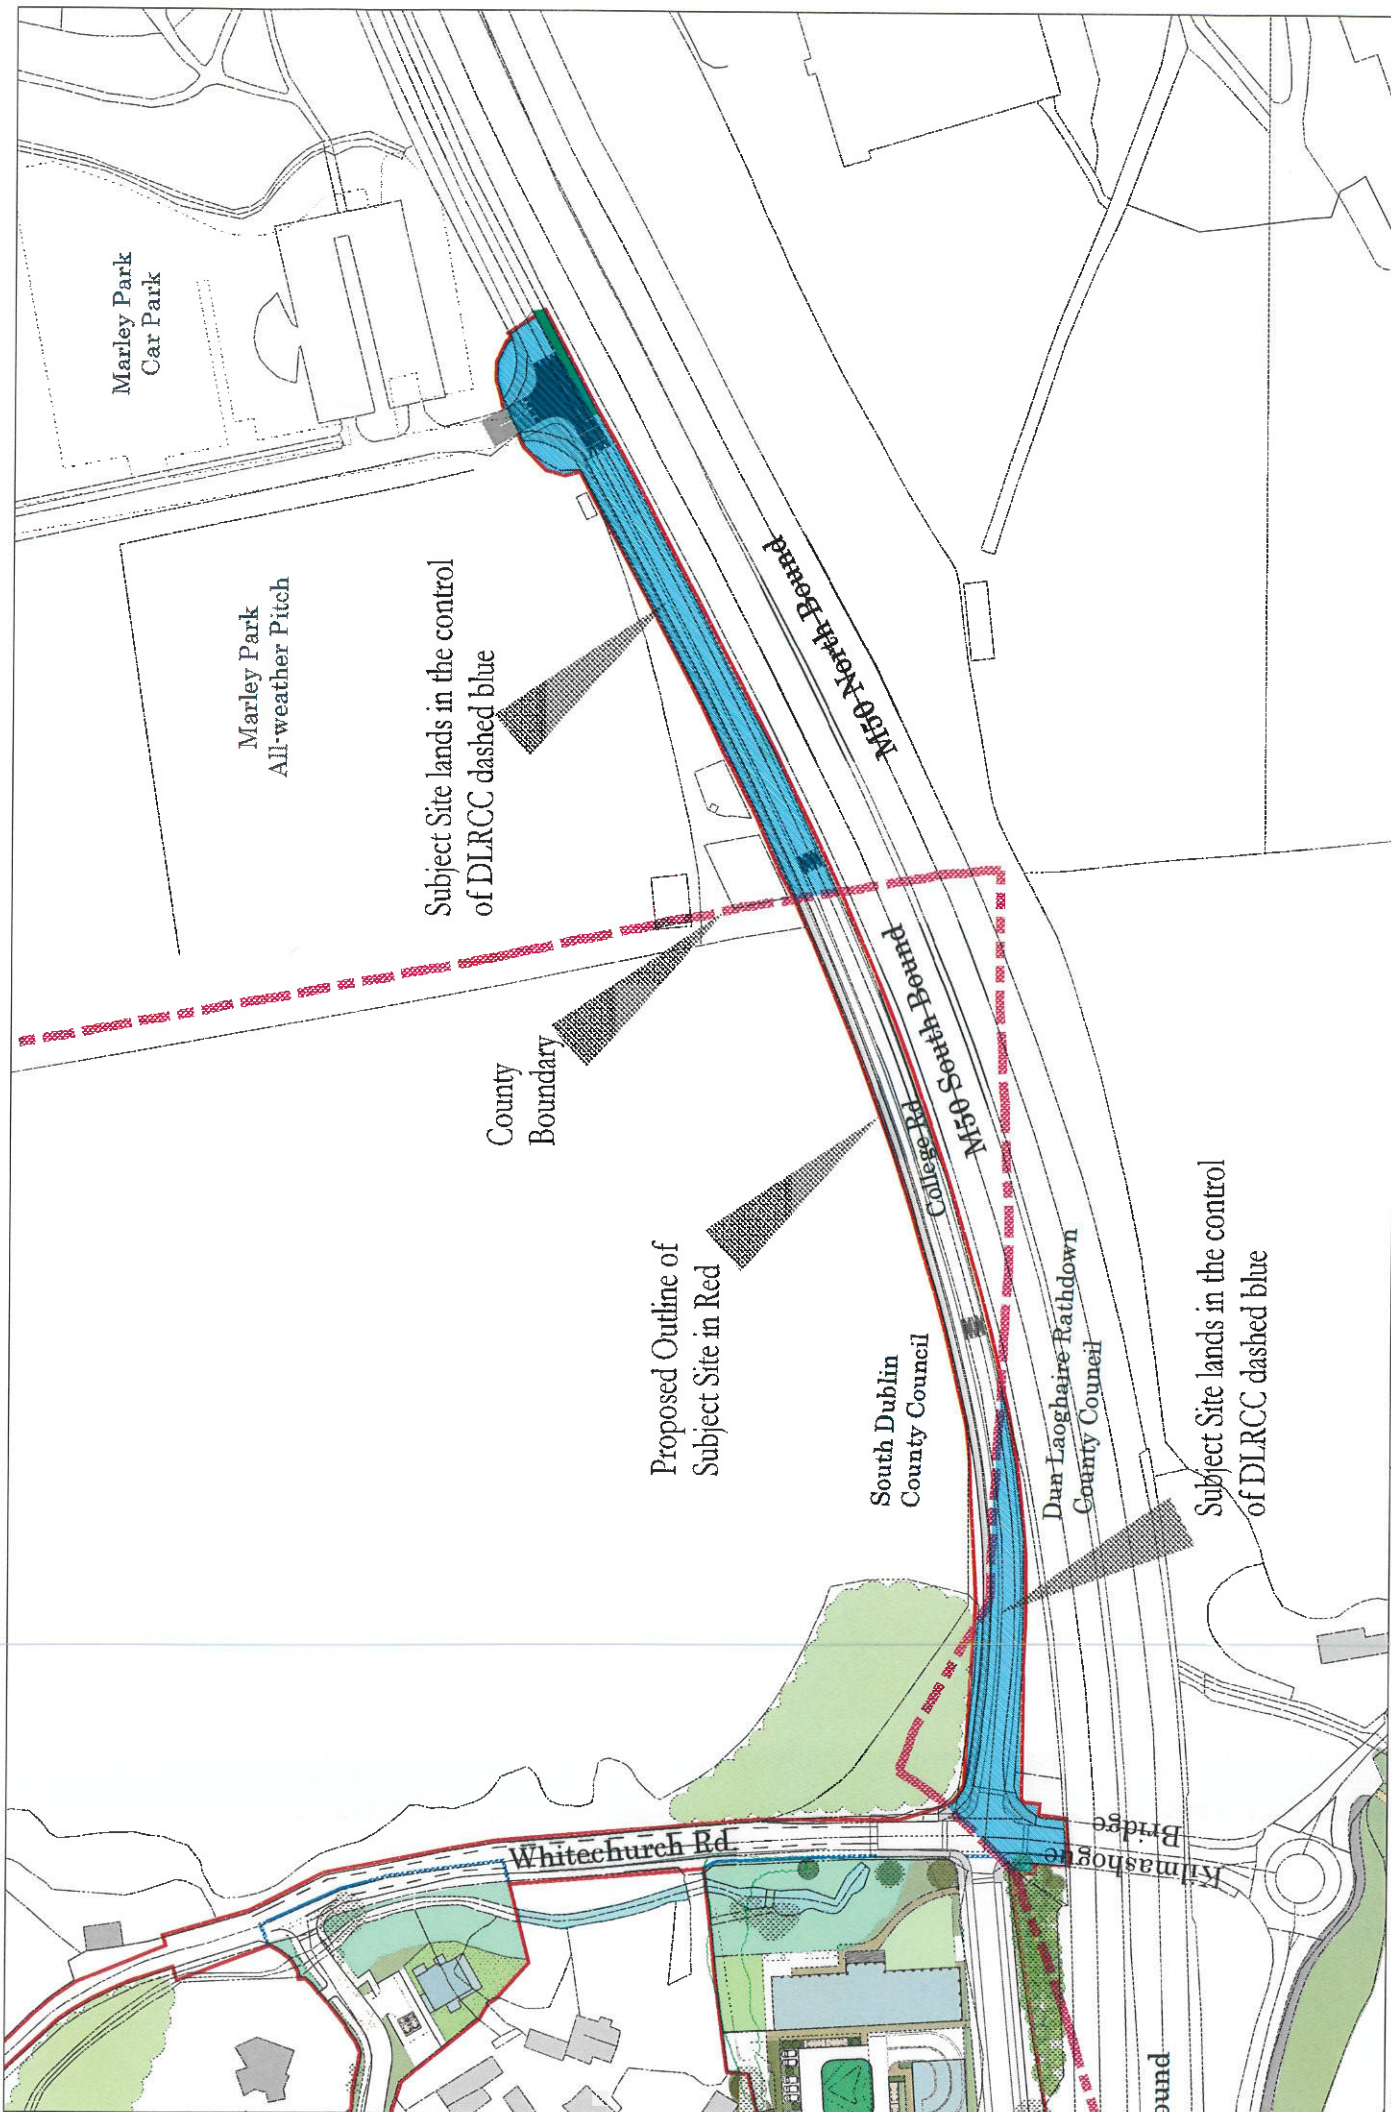 Marley Park
Car Park
Marley Park
All-weather Pitch
Subject Site lands in the control
of DLRCC dashed blue
M50 North Bound
County
Boundary
M50 South Bound
College Rd
Proposed Outline of
Subject Site in Red
South Dublin
County Council
Dun Laoghaire Rathdown
County Council
Subject Site lands in the control
of DLRCC dashed blue
Whitechurch Rd.
Kilmashogue
Bridge
ound